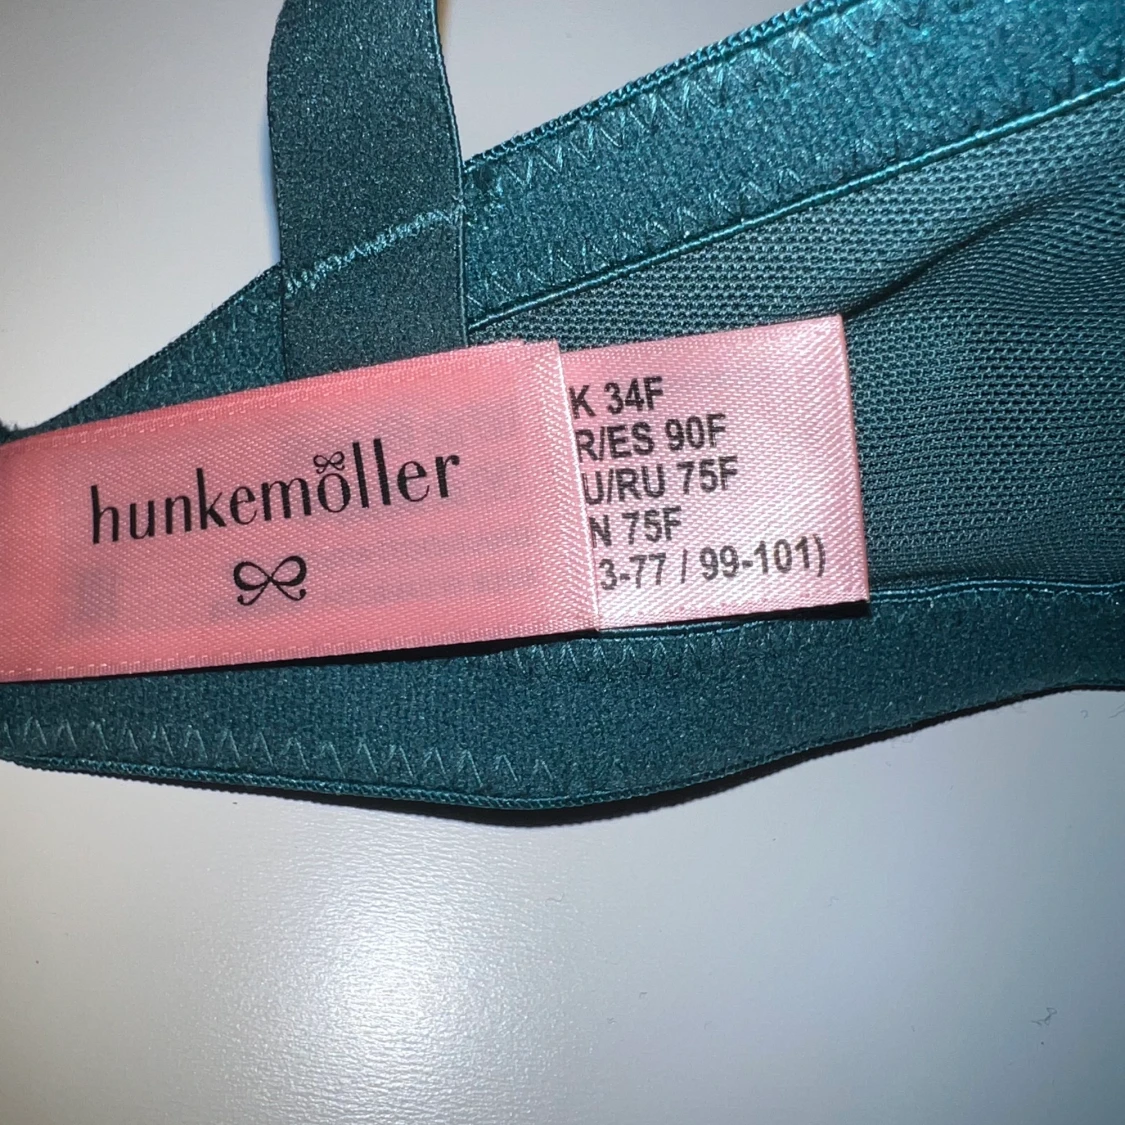 hunkemöller
K 34F
R/ES 90F
U/RU 75F
N 75F
3-77 / 99-101)